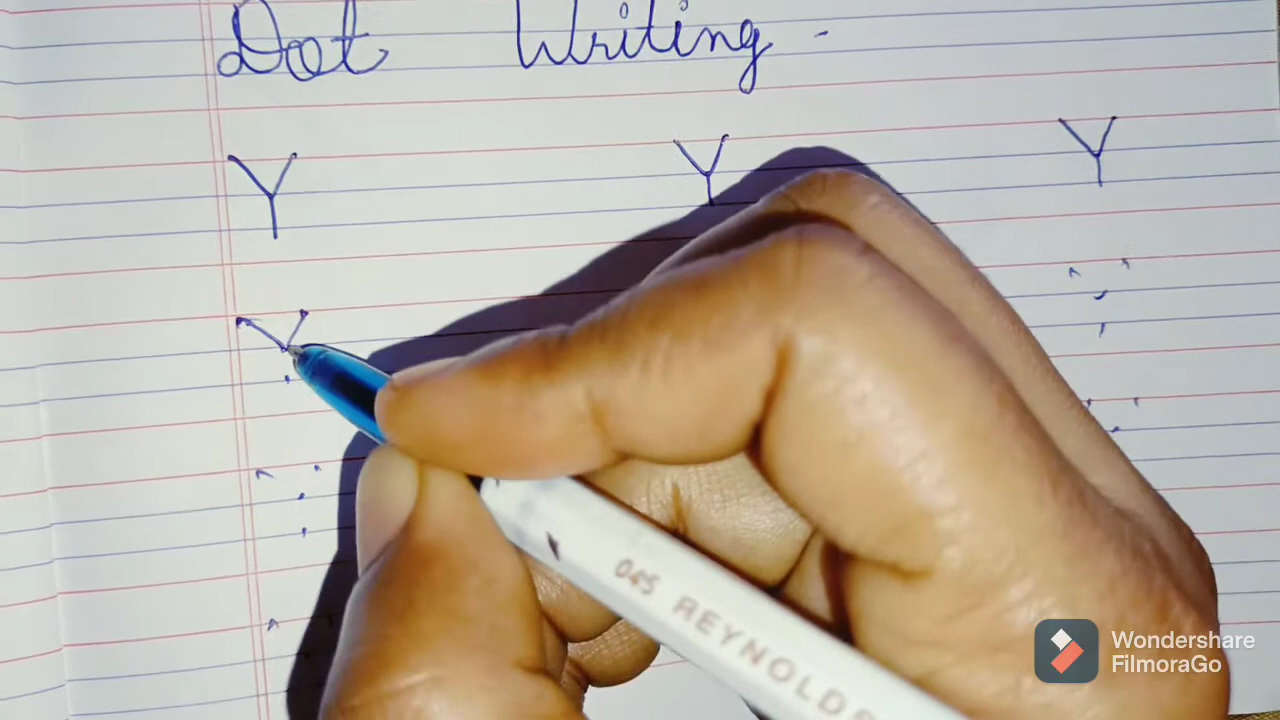 Dot Writing -
Y Y Y
Y
045 REYNOLDS
Wondershare
FilmoraGo